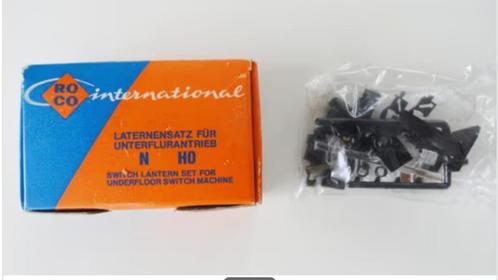 RO
CO
international
LATERNENSATZ FÜR
UNTERFLURANTRIEB
N HO
SWITCH LANTERN SET FOR
UNDERFLOOR SWITCH MACHINE